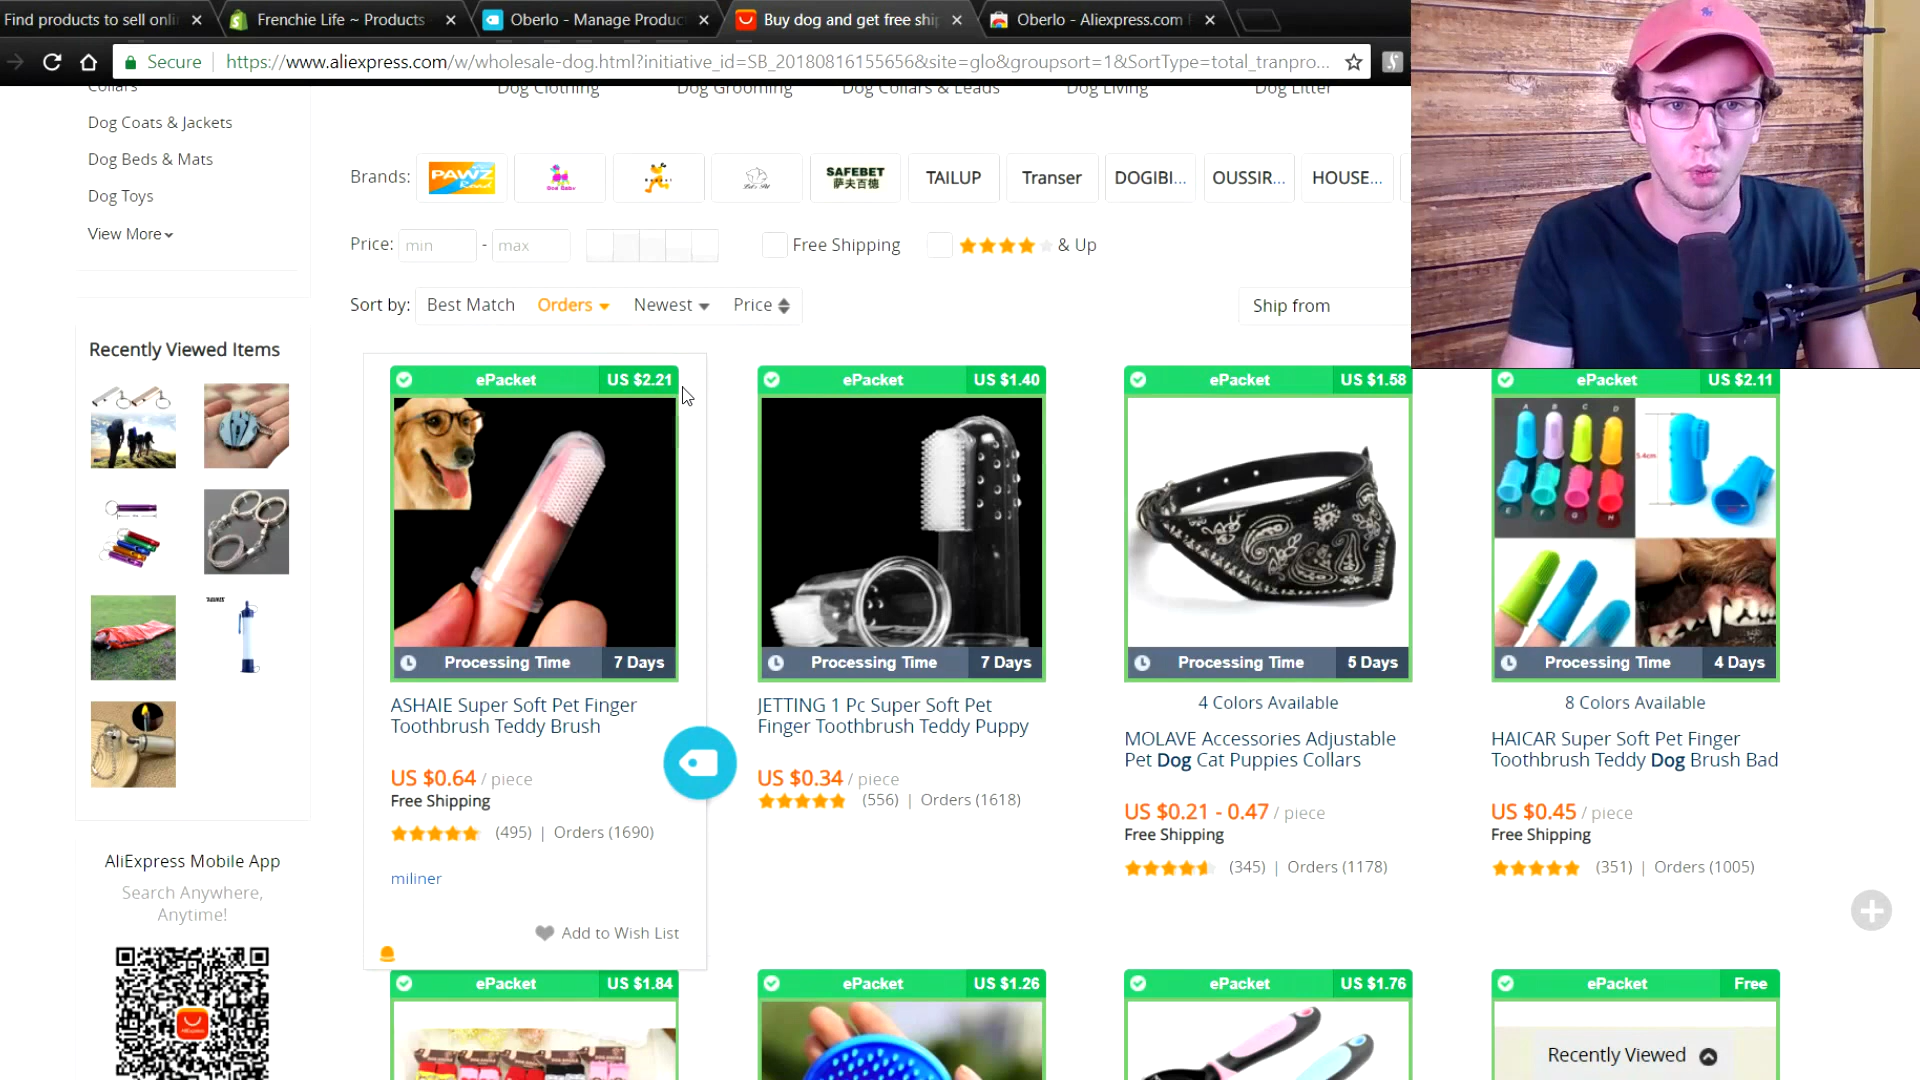 Find products to sell onli
Frenchie Life ~ Products
Oberlo - Manage Produc
Buy dog and get free ship
Oberlo - Aliexpress.com
Secure
https://www.aliexpress.com/w/wholesale-dog.html?initiative_id=SB_20180816155656&site=glo&groupsort=1&SortType=total_tranpro...
Collars
Dog Clothing
Dog Grooming
Dog Collars & Leads
Dog Living
Dog Litter
Dog Coats & Jackets
Dog Beds & Mats
Dog Toys
View More
Brands:
PAWZ
Road
SAFEBET
萨夫百德
TAILUP
Transer
DOGIBI...
OUSSIR...
HOUSE...
Price:
min
-
max
Free Shipping
& Up
Sort by:
Best Match
Orders
Newest
Price
Ship from
Recently Viewed Items
ePacket
US $2.21
ePacket
US $1.40
ePacket
US $1.58
ePacket
US $2.11
A B C D
E F G H
5.4cm
Processing Time
7 Days
Processing Time
7 Days
Processing Time
5 Days
Processing Time
4 Days
ASHAIE Super Soft Pet Finger
Toothbrush Teddy Brush
US $0.64 / piece
Free Shipping
(495) | Orders (1690)
miliner
Add to Wish List
JETTING 1 Pc Super Soft Pet
Finger Toothbrush Teddy Puppy
US $0.34 / piece
(556) | Orders (1618)
4 Colors Available
MOLAVE Accessories Adjustable
Pet Dog Cat Puppies Collars
US $0.21 - 0.47 / piece
Free Shipping
(345) | Orders (1178)
8 Colors Available
HAICAR Super Soft Pet Finger
Toothbrush Teddy Dog Brush Bad
US $0.45 / piece
Free Shipping
(351) | Orders (1005)
AliExpress Mobile App
Search Anywhere,
Anytime!
ePacket
US $1.84
ePacket
US $1.26
ePacket
US $1.76
ePacket
Free
Recently Viewed